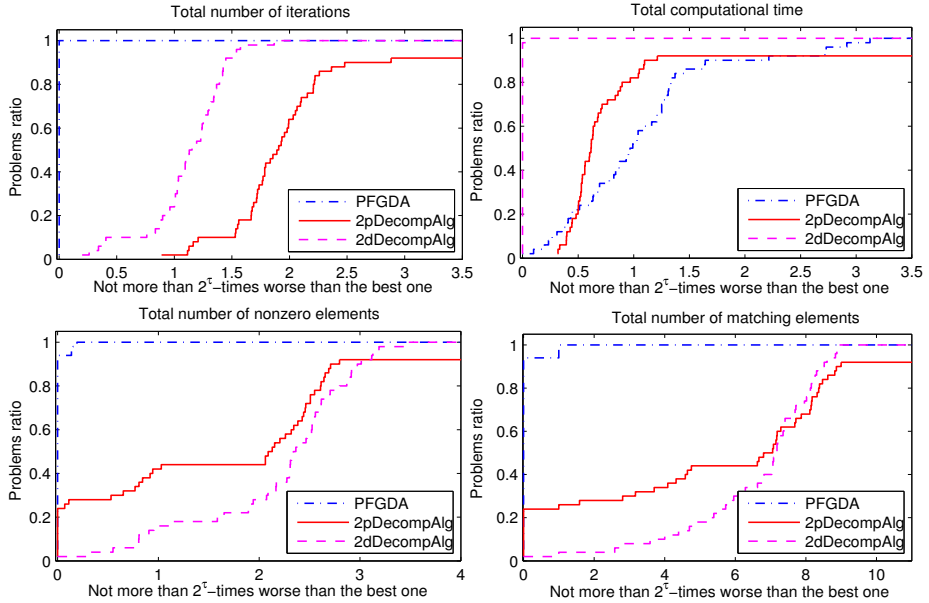 Total number of iterations
Problems ratio
1
0.8
0.6
0.4
0.2
0
0 0.5 1 1.5 2 2.5 3 3.5
Not more than 2^τ−times worse than the best one
PFGDA
2pDecompAlg
2dDecompAlg
Total computational time
Problems ratio
1
0.8
0.6
0.4
0.2
0
0 0.5 1 1.5 2 2.5 3 3.5
Not more than 2^τ−times worse than the best one
PFGDA
2pDecompAlg
2dDecompAlg
Total number of nonzero elements
Problems ratio
1
0.8
0.6
0.4
0.2
0
0 1 2 3 4
Not more than 2^τ−times worse than the best one
PFGDA
2pDecompAlg
2dDecompAlg
Total number of matching elements
Problems ratio
1
0.8
0.6
0.4
0.2
0
0 2 4 6 8 10
Not more than 2^τ−times worse than the best one
PFGDA
2pDecompAlg
2dDecompAlg